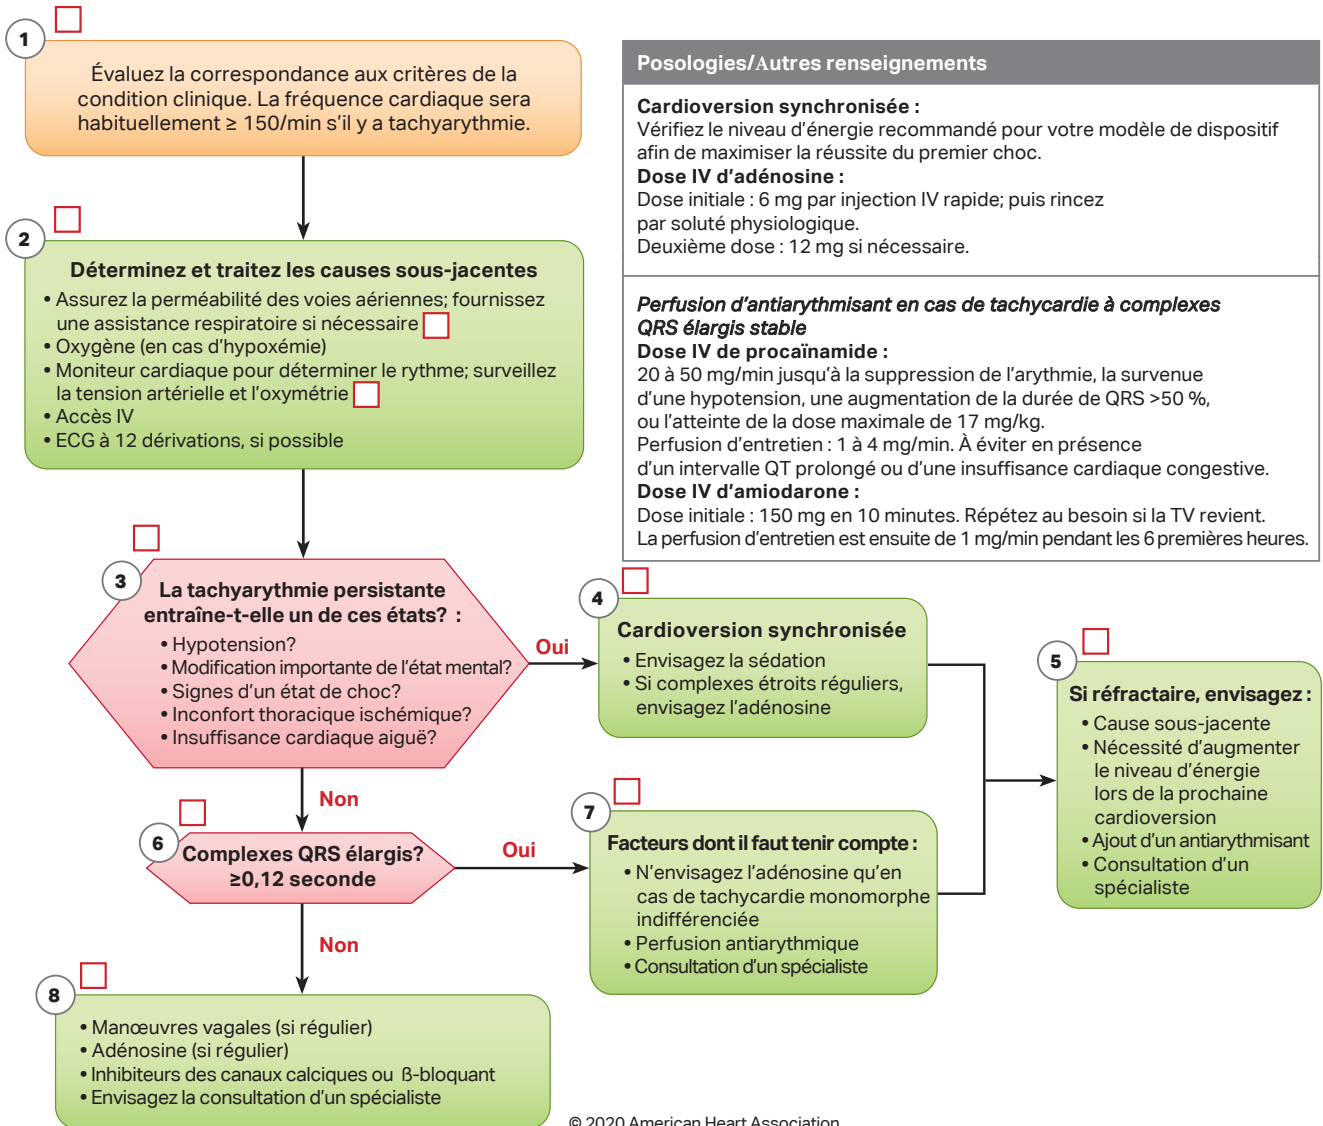 1
Évaluez la correspondance aux critères de la
condition clinique. La fréquence cardiaque sera
habituellement ≥ 150/min s’il y a tachyarythmie.
2
Déterminez et traitez les causes sous-jacentes
• Assurez la perméabilité des voies aériennes; fournissez
une assistance respiratoire si nécessaire
• Oxygène (en cas d’hypoxémie)
• Moniteur cardiaque pour déterminer le rythme; surveillez
la tension artérielle et l’oxymétrie
• Accès IV
• ECG à 12 dérivations, si possible
Posologies/Autres renseignements
Cardioversion synchronisée :
Vérifiez le niveau d’énergie recommandé pour votre modèle de dispositif
afin de maximiser la réussite du premier choc.
Dose IV d’adénosine :
Dose initiale : 6 mg par injection IV rapide; puis rincez
par soluté physiologique.
Deuxième dose : 12 mg si nécessaire.
Perfusion d’antiarythmisant en cas de tachycardie à complexes
QRS élargis stable
Dose IV de procaïnamide :
20 à 50 mg/min jusqu’à la suppression de l’arythmie, la survenue
d’une hypotension, une augmentation de la durée de QRS >50 %,
ou l’atteinte de la dose maximale de 17 mg/kg.
Perfusion d’entretien : 1 à 4 mg/min. À éviter en présence
d’un intervalle QT prolongé ou d’une insuffisance cardiaque congestive.
Dose IV d’amiodarone :
Dose initiale : 150 mg en 10 minutes. Répétez au besoin si la TV revient.
La perfusion d’entretien est ensuite de 1 mg/min pendant les 6 premières heures.
3
La tachyarythmie persistante
entraîne-t-elle un de ces états? :
• Hypotension?
• Modification importante de l’état mental?
• Signes d’un état de choc?
• Inconfort thoracique ischémique?
• Insuffisance cardiaque aiguë?
Oui
4
Cardioversion synchronisée
• Envisagez la sédation
• Si complexes étroits réguliers,
envisagez l’adénosine
5
Si réfractaire, envisagez :
• Cause sous-jacente
• Nécessité d’augmenter
le niveau d’énergie
lors de la prochaine
cardioversion
• Ajout d’un antiarythmisant
• Consultation d’un
spécialiste
Non
6
Complexes QRS élargis?
≥0,12 seconde
Oui
7
Facteurs dont il faut tenir compte :
• N’envisagez l’adénosine qu’en
cas de tachycardie monomorphe
indifférenciée
• Perfusion antiarythmique
• Consultation d’un spécialiste
Non
8
• Manœuvres vagales (si régulier)
• Adénosine (si régulier)
• Inhibiteurs des canaux calciques ou ß-bloquant
• Envisagez la consultation d’un spécialiste
© 2020 American Heart Association